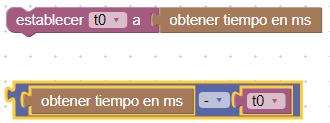 establecer t0 a obtener tiempo en ms
obtener tiempo en ms - t0